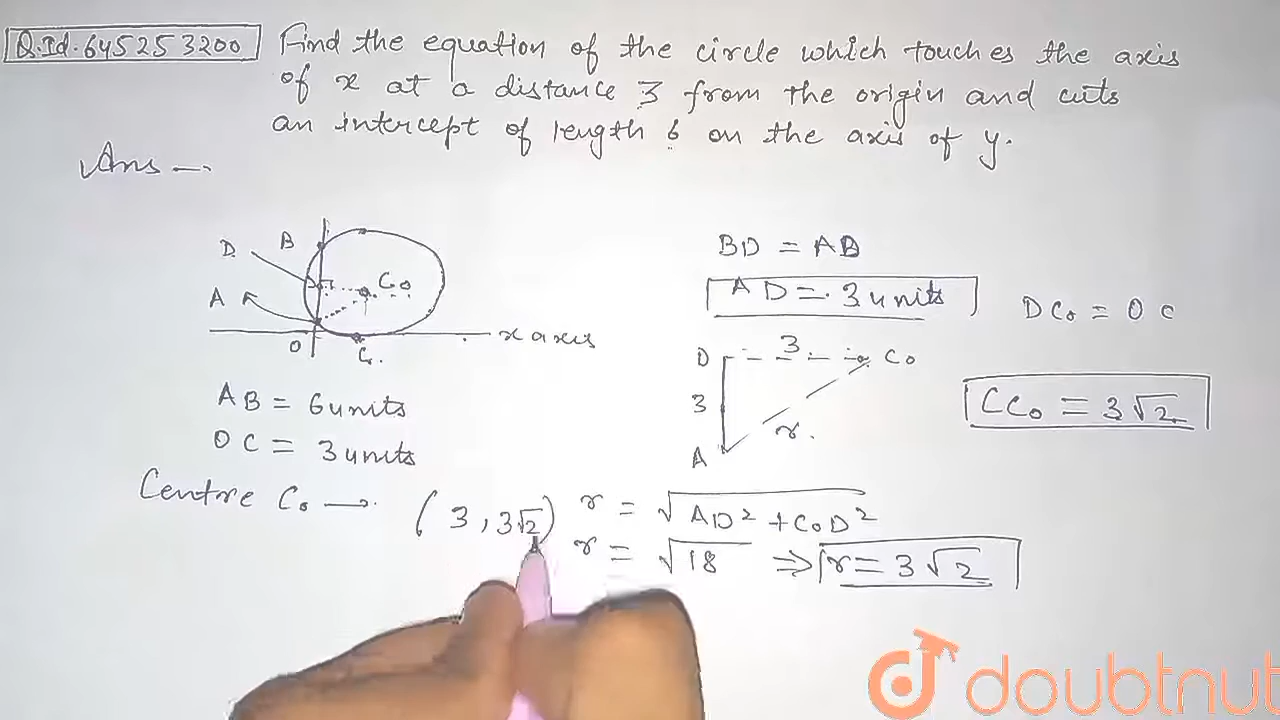 Q.Id.645253200 Find the equation of the circle which touches the axis
of x at a distance 3 from the origin and cuts
an intercept of length 6 on the axis of y.
Ans —.
D B
C₀
A
O C. x axis
AB = 6 units
OC = 3 units
BD = AB
AD = 3 units
DC₀ = OC
D 3 C₀
3
r.
A
CC₀ = 3√2
Centre C₀ → (3, 3√2)
r = √AD² + C₀D²
r = √18 ⇒ r = 3√2
doubtnut